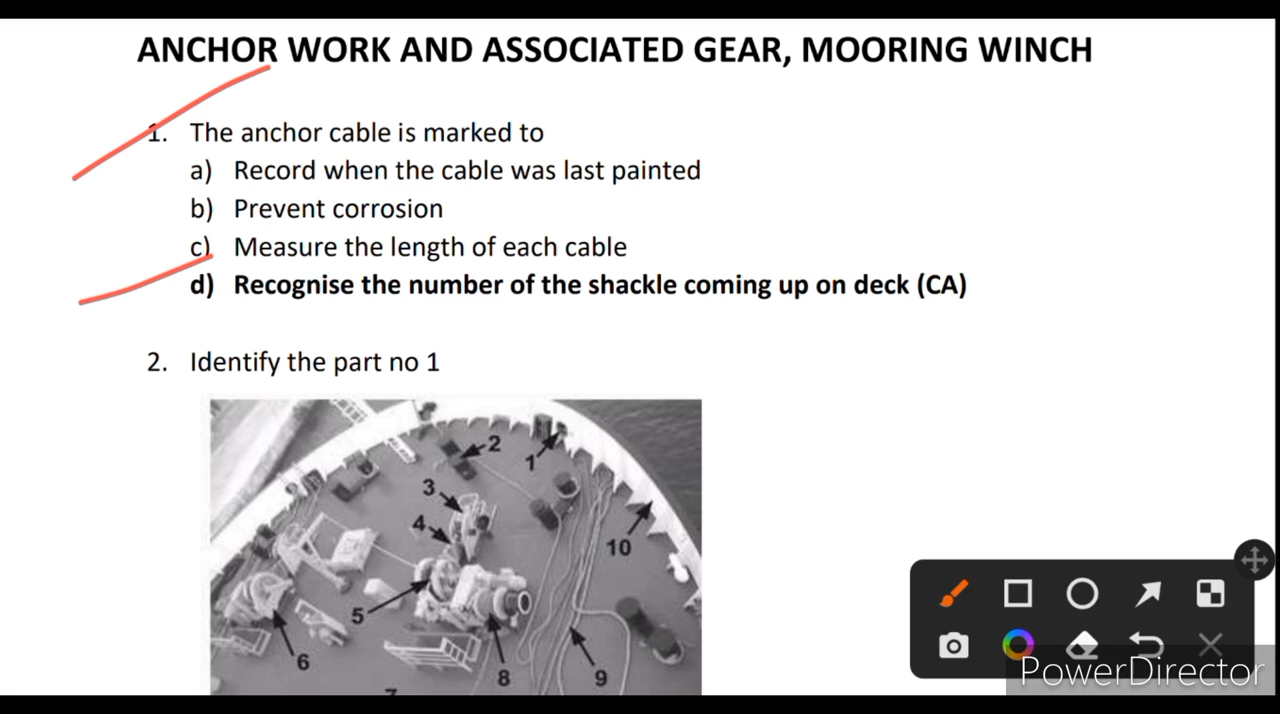 ANCHOR WORK AND ASSOCIATED GEAR, MOORING WINCH
1. The anchor cable is marked to
a) Record when the cable was last painted
b) Prevent corrosion
c) Measure the length of each cable
d) Recognise the number of the shackle coming up on deck (CA)
2. Identify the part no 1
2
1
3
4
10
5
6
8
9
7
PowerDirector